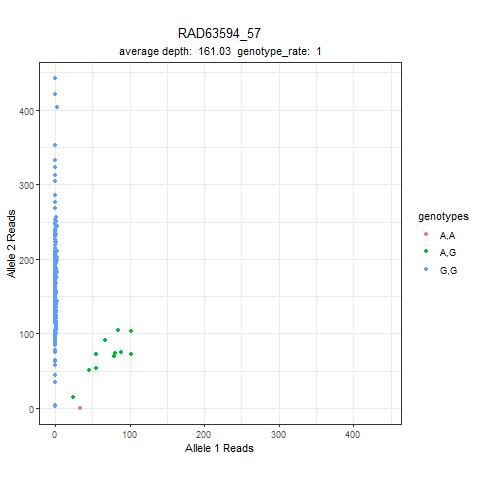 RAD63594_57
average depth:  161.03  genotype_rate:  1
Allele 2 Reads
400
300
200
100
0
0 100 200 300 400
Allele 1 Reads
genotypes
A,A
A,G
G,G